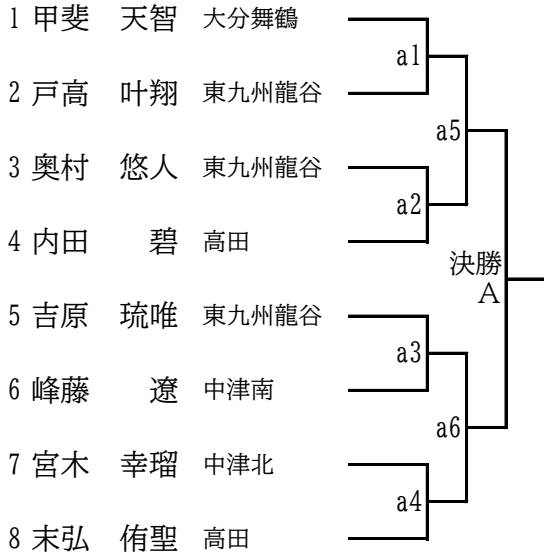 1 甲斐 天智 大分舞鶴
a1
2 戸高 叶翔 東九州龍谷
a5
3 奥村 悠人 東九州龍谷
a2
4 内田 碧 高田
決勝
A
5 吉原 琉唯 東九州龍谷
a3
6 峰藤 遼 中津南
a6
7 宮木 幸瑠 中津北
a4
8 末弘 侑聖 高田